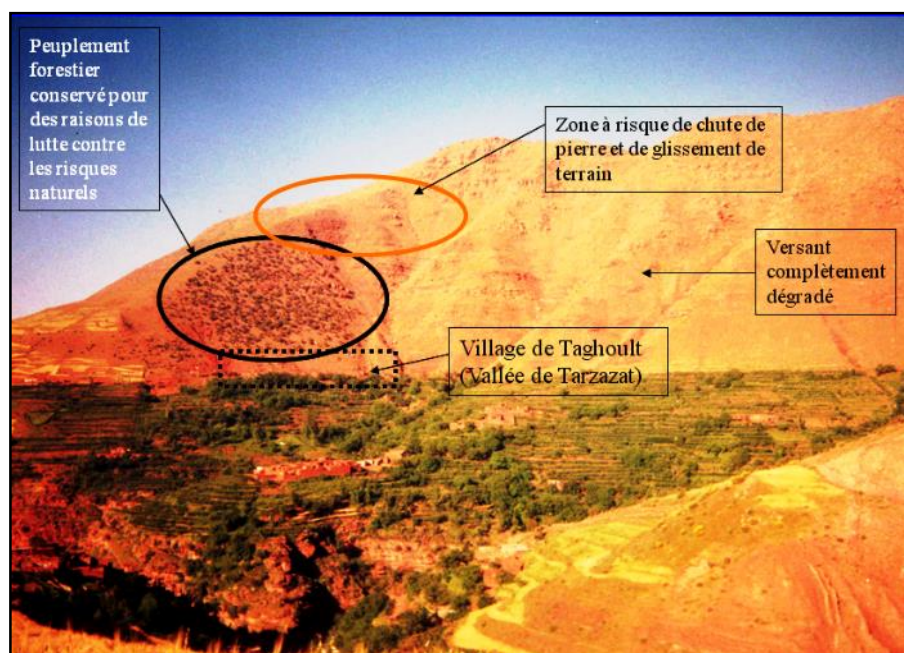 Peuplement
forestier
conservé pour
des raisons de
lutte contre
les risques
naturels
Zone à risque de chute de
pierre et de glissement de
terrain
Versant
complètement
dégradé
Village de Taghoult
(Vallée de Tarzazat)